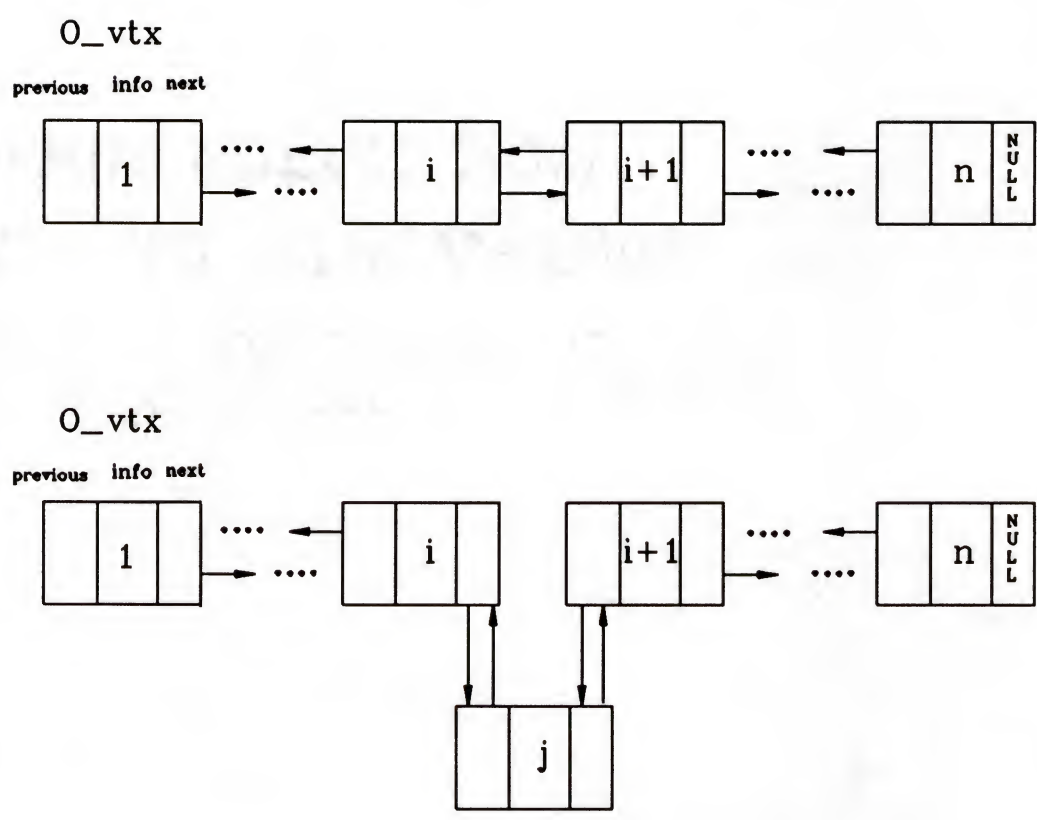 O_vtx
previous info next
1 .... i i+1 .... n NULL
.... ....
O_vtx
previous info next
1 .... i i+1 .... n NULL
.... ....
j